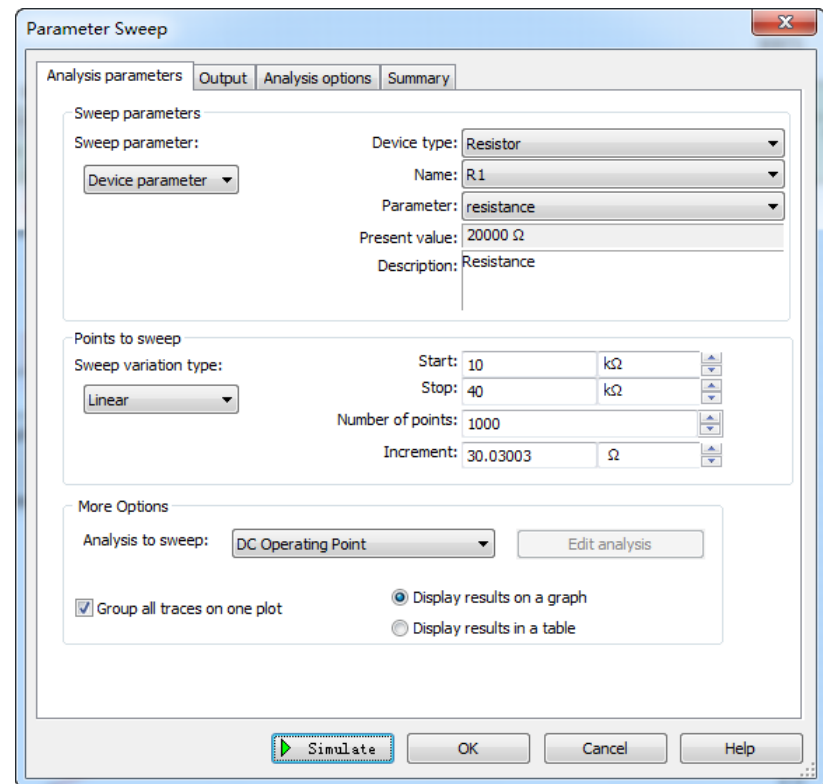 Parameter Sweep
Analysis parameters Output Analysis options Summary
Sweep parameters
Sweep parameter: Device type: Resistor
Device parameter Name: R1
Parameter: resistance
Present value: 20000 Ω
Description: Resistance
Points to sweep
Sweep variation type: Start: 10 kΩ
Linear Stop: 40 kΩ
Number of points: 1000
Increment: 30.03003 Ω
More Options
Analysis to sweep: DC Operating Point Edit analysis
Group all traces on one plot Display results on a graph
Display results in a table
Simulate OK Cancel Help